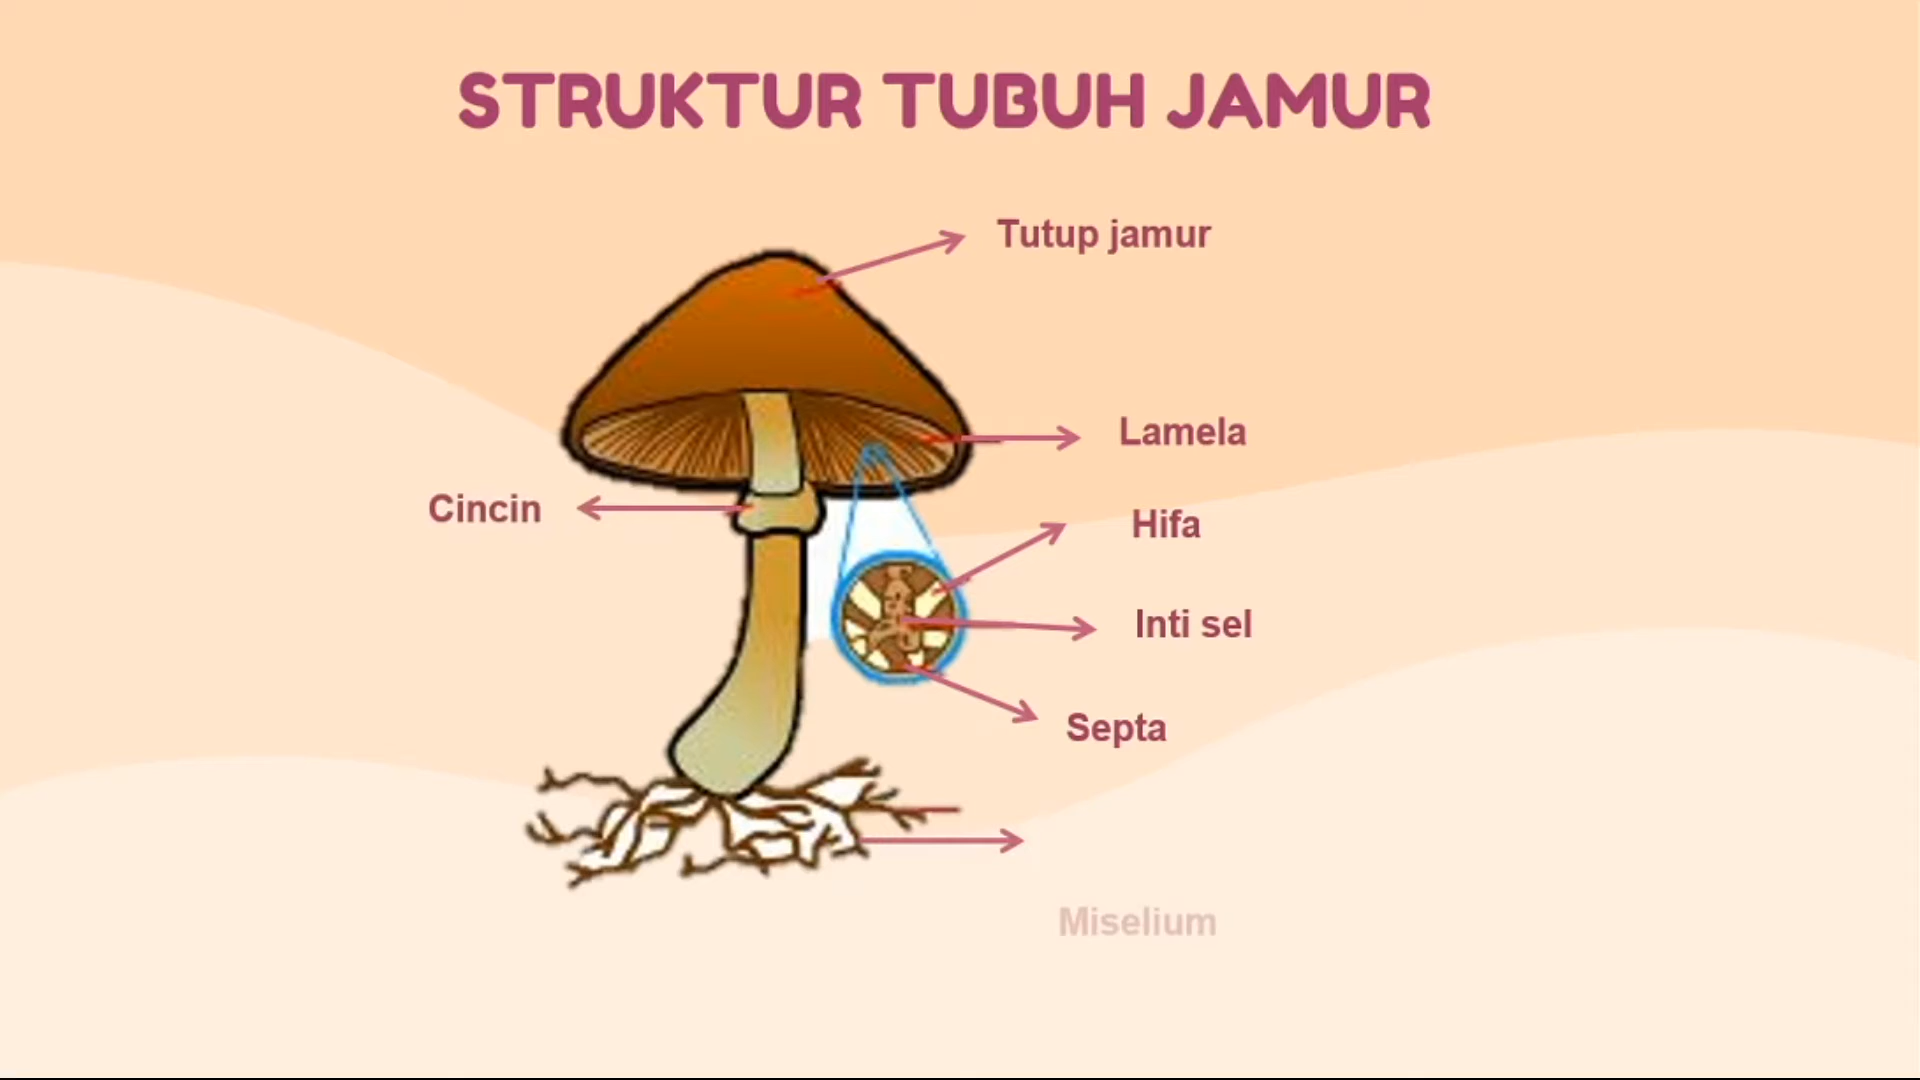 STRUKTUR TUBUH JAMUR
Tutup jamur
Lamela
Cincin
Hifa
Inti sel
Septa
Miselium